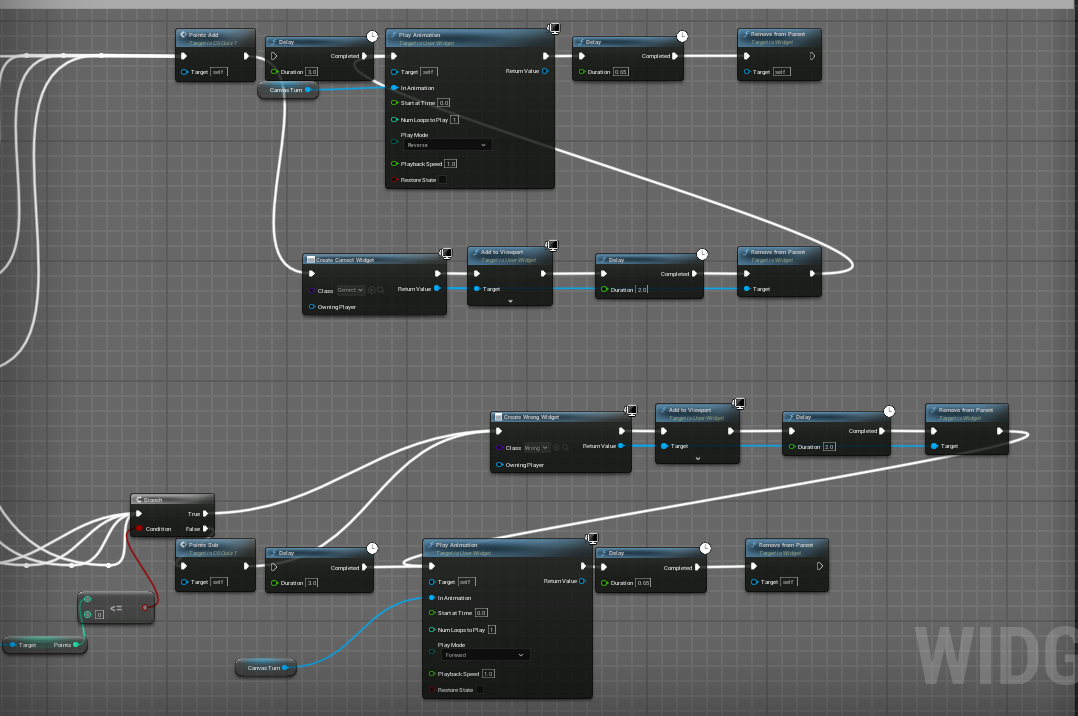 Points Add
Target is CS Quiz 1
Target self
Delay
Completed
Duration 3.0
Canvas Turn
Play Animation
Target is User Widget
Target self
Return Value
In Animation
Start at Time 0.0
Num Loops to Play 1
Play Mode
Reverse
Playback Speed 1.0
Restore State
Delay
Completed
Duration 0.65
Remove from Parent
Target is Widget
Target self
Create Correct Widget
Class Correct
Return Value
Owning Player
Add to Viewport
Target is User Widget
Target
Delay
Completed
Duration 2.0
Remove from Parent
Target is Widget
Target
Create Wrong Widget
Class Wrong
Return Value
Owning Player
Add to Viewport
Target is User Widget
Target
Delay
Completed
Duration 2.0
Remove from Parent
Target is Widget
Target
Branch
True
Condition False
Points Sub
Target is CS Quiz 1
Target self
Delay
Completed
Duration 3.0
Play Animation
Target is User Widget
Target self
Return Value
In Animation
Start at Time 0.0
Num Loops to Play 1
Play Mode
Forward
Playback Speed 1.0
Restore State
Delay
Completed
Duration 0.65
Remove from Parent
Target is Widget
Target self
0 <=
Target Points
Canvas Turn
WIDG